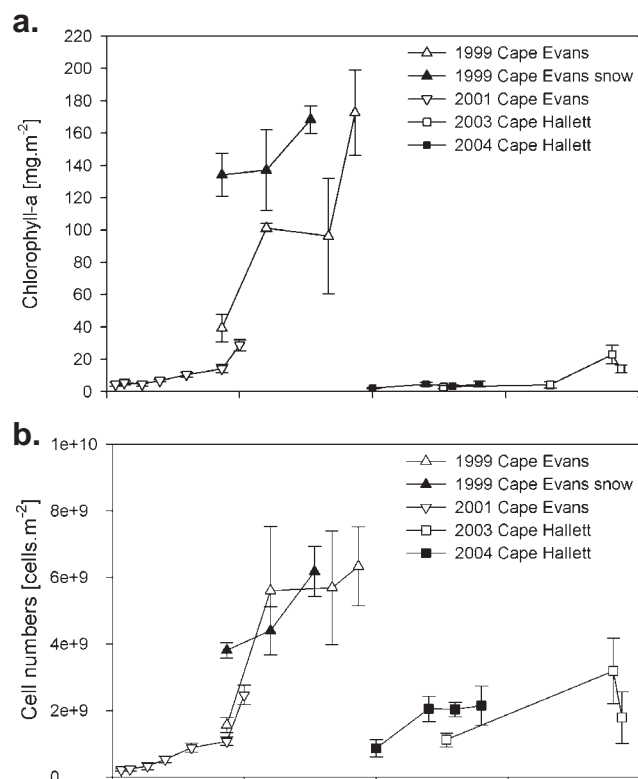 a.
220
200
180
160
140
120
100
80
60
40
20
0
Chlorophyll-a [mg.m-2]
1999 Cape Evans
1999 Cape Evans snow
2001 Cape Evans
2003 Cape Hallett
2004 Cape Hallett
b.
1e+10
8e+9
6e+9
4e+9
2e+9
0
Cell numbers [cells.m-2]
1999 Cape Evans
1999 Cape Evans snow
2001 Cape Evans
2003 Cape Hallett
2004 Cape Hallett